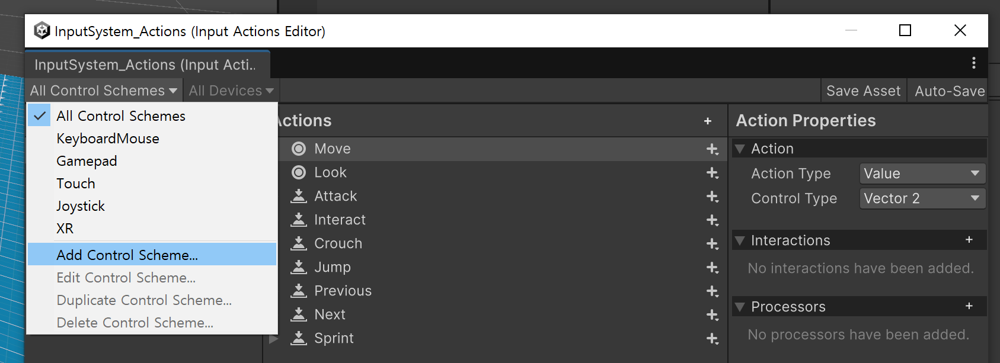 InputSystem_Actions (Input Actions Editor)
InputSystem_Actions (Input Acti..
All Control Schemes
All Devices
Save Asset
Auto-Save
All Control Schemes
KeyboardMouse
Gamepad
Touch
Joystick
XR
Add Control Scheme...
Edit Control Scheme...
Duplicate Control Scheme...
Delete Control Scheme...
Actions
Move
Look
Attack
Interact
Crouch
Jump
Previous
Next
Sprint
Action Properties
Action
Action Type Value
Control Type Vector 2
Interactions
No interactions have been added.
Processors
No processors have been added.